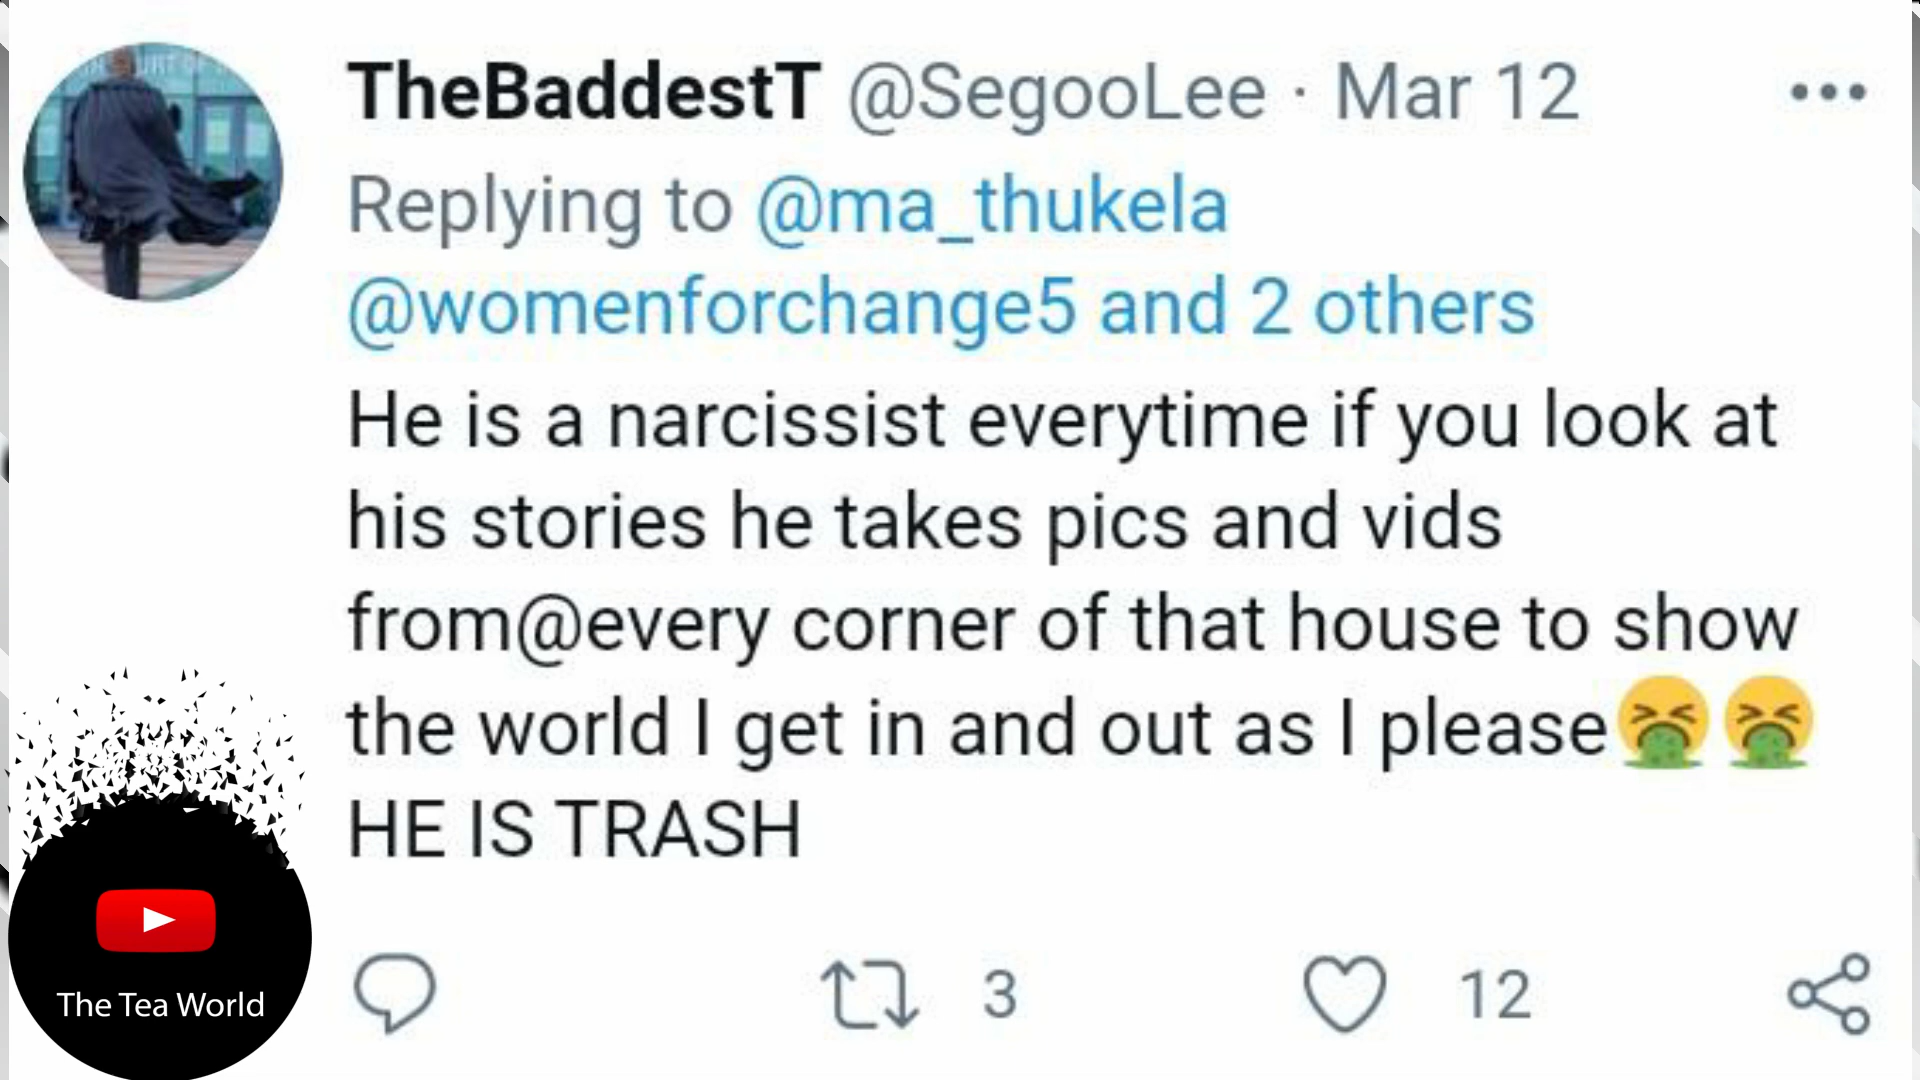 TheBaddestT @SegooLee · Mar 12
Replying to @ma_thukela
@womenforchange5 and 2 others
He is a narcissist everytime if you look at
his stories he takes pics and vids
from@every corner of that house to show
the world I get in and out as I please🤮🤮
HE IS TRASH
3 12
The Tea World